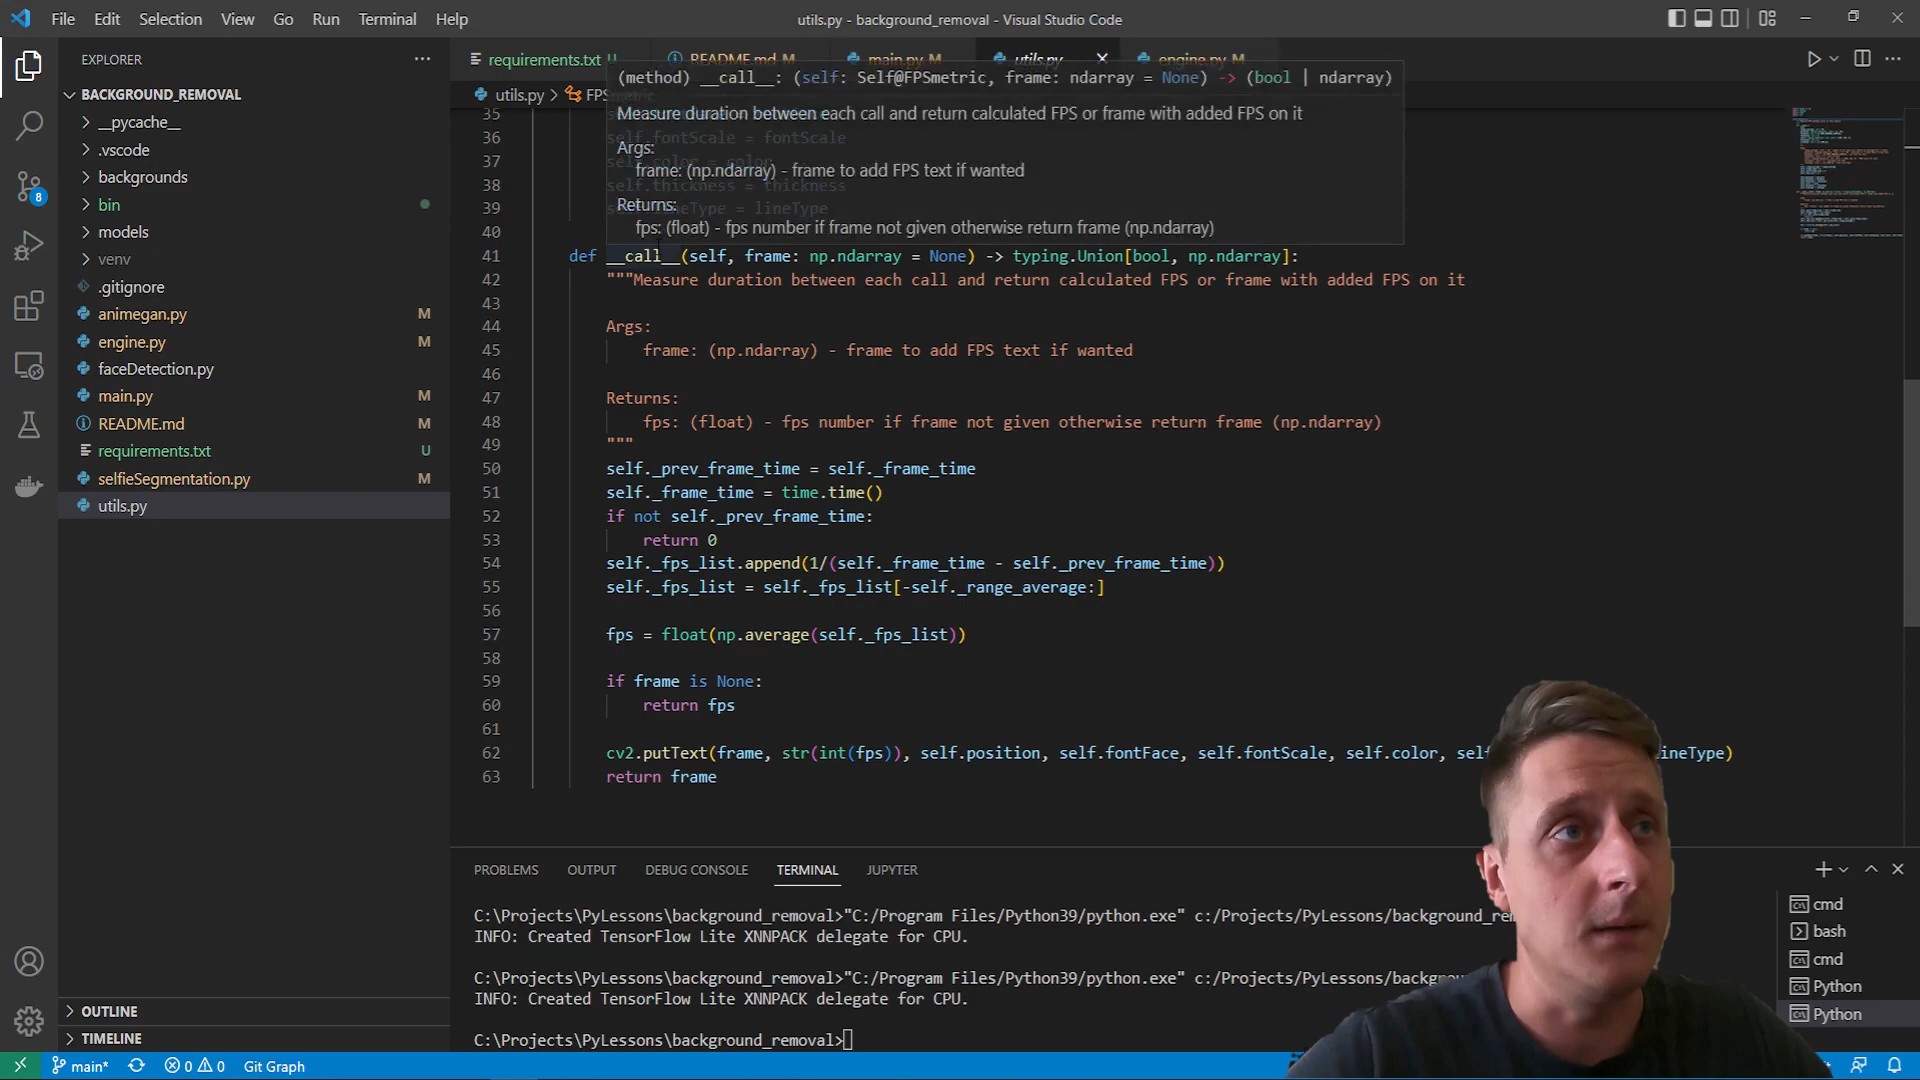 File Edit Selection View Go Run Terminal Help
utils.py - background_removal - Visual Studio Code
EXPLORER
BACKGROUND_REMOVAL
__pycache__
.vscode
backgrounds
bin
models
venv
.gitignore
animegan.py M
engine.py M
faceDetection.py
main.py M
README.md M
requirements.txt U
selfieSegmentation.py M
utils.py
OUTLINE
TIMELINE
8
requirements.txt U README.md M main.py M utils.py engine.py M
utils.py > FPSmetric
(method) __call__: (self: Self@FPSmetric, frame: ndarray = None) -> (bool | ndarray)
Measure duration between each call and return calculated FPS or frame with added FPS on it
Args:
frame: (np.ndarray) - frame to add FPS text if wanted
Returns:
fps: (float) - fps number if frame not given otherwise return frame (np.ndarray)
35
36 self.fontScale = fontScale
37 self.color = color
38 self.thickness = thickness
39 self.lineType = lineType
40
41 def __call__(self, frame: np.ndarray = None) -> typing.Union[bool, np.ndarray]:
42 """Measure duration between each call and return calculated FPS or frame with added FPS on it
43
44 Args:
45 frame: (np.ndarray) - frame to add FPS text if wanted
46
47 Returns:
48 fps: (float) - fps number if frame not given otherwise return frame (np.ndarray)
49 """
50 self._prev_frame_time = self._frame_time
51 self._frame_time = time.time()
52 if not self._prev_frame_time:
53 return 0
54 self._fps_list.append(1/(self._frame_time - self._prev_frame_time))
55 self._fps_list = self._fps_list[-self._range_average:]
56
57 fps = float(np.average(self._fps_list))
58
59 if frame is None:
60 return fps
61
62 cv2.putText(frame, str(int(fps)), self.position, self.fontFace, self.fontScale, self.color, se lineType)
63 return frame
PROBLEMS OUTPUT DEBUG CONSOLE TERMINAL JUPYTER
C:\Projects\PyLessons\background_removal>"C:/Program Files/Python39/python.exe" c:/Projects/PyLessons/background_rem
INFO: Created TensorFlow Lite XNNPACK delegate for CPU.
C:\Projects\PyLessons\background_removal>"C:/Program Files/Python39/python.exe" c:/Projects/PyLessons/backgrou
INFO: Created TensorFlow Lite XNNPACK delegate for CPU.
C:\Projects\PyLessons\background_removal>
cmd
bash
cmd
Python
Python
main* 0 0 Git Graph